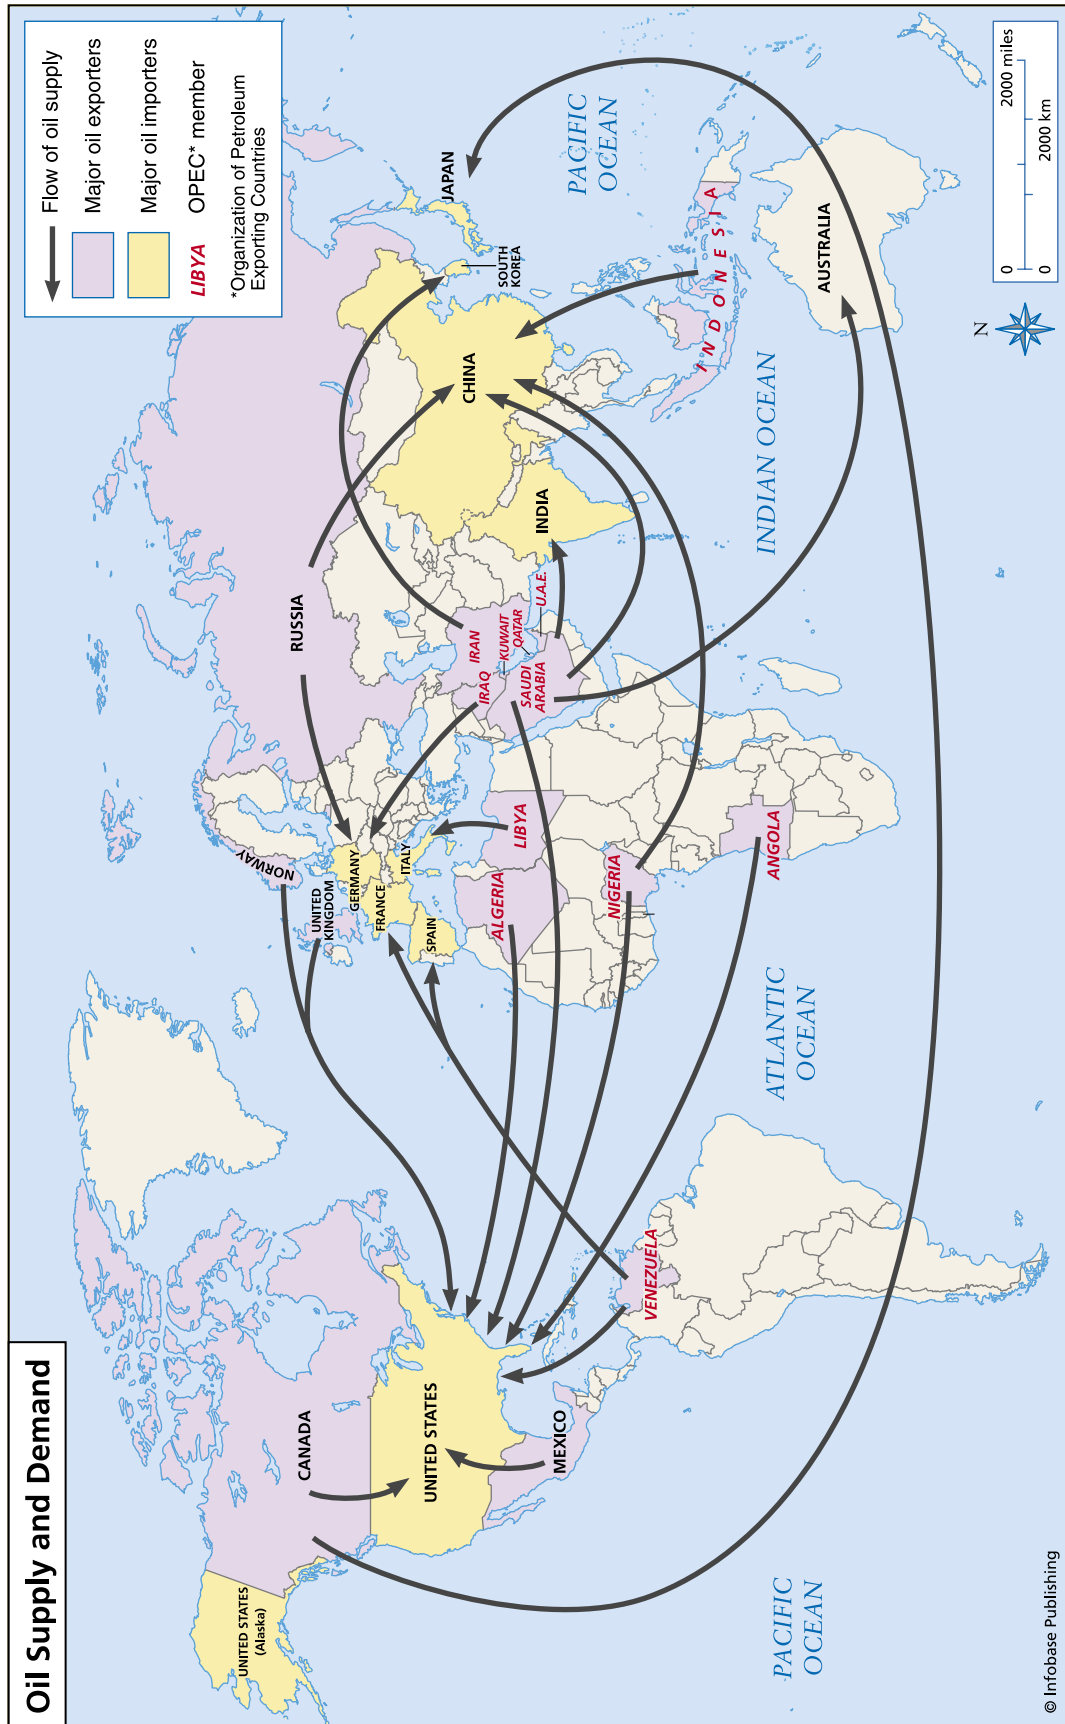 Oil Supply and Demand
Flow of oil supply
Major oil exporters
Major oil importers
LIBYA OPEC* member
*Organization of Petroleum
Exporting Countries
UNITED STATES
(Alaska)
CANADA
UNITED STATES
MEXICO
VENEZUELA
NORWAY
UNITED
KINGDOM
GERMANY
FRANCE
SPAIN
ITALY
ALGERIA
LIBYA
NIGERIA
ANGOLA
RUSSIA
IRAQ
IRAN
KUWAIT
QATAR
SAUDI
ARABIA
U.A.E.
INDIA
CHINA
SOUTH
KOREA
JAPAN
INDONESIA
AUSTRALIA
PACIFIC
OCEAN
ATLANTIC
OCEAN
INDIAN OCEAN
PACIFIC
OCEAN
N
0 2000 miles
0 2000 km
© Infobase Publishing